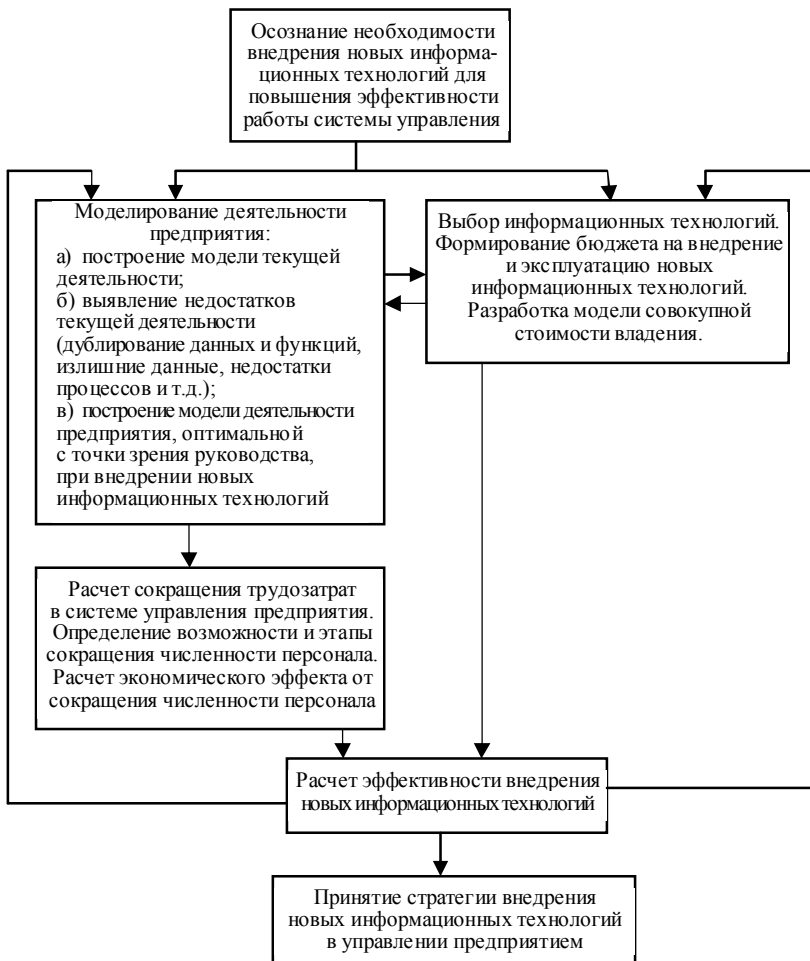 Осознание необходимости
внедрения новых информа-
ционных технологий для
повышения эффективности
работы системы управления
Моделирование деятельности
предприятия:
а) построение модели текущей
деятельности;
б) выявление недостатков
текущей деятельности
(дублирование данных и функций,
излишние данные, недостатки
процессов и т.д.);
в) построение модели деятельности
предприятия, оптимальной
с точки зрения руководства,
при внедрении новых
информационных технологий
Выбор информационных технологий.
Формирование бюджета на внедрение
и эксплуатацию новых
информационных технологий.
Разработка модели совокупной
стоимости владения.
Расчет сокращения трудозатрат
в системе управления предприятия.
Определение возможности и этапы
сокращения численности персонала.
Расчет экономического эффекта от
сокращения численности персонала
Расчет эффективности внедрения
новых информационных технологий
Принятие стратегии внедрения
новых информационных технологий
в управлении предприятием